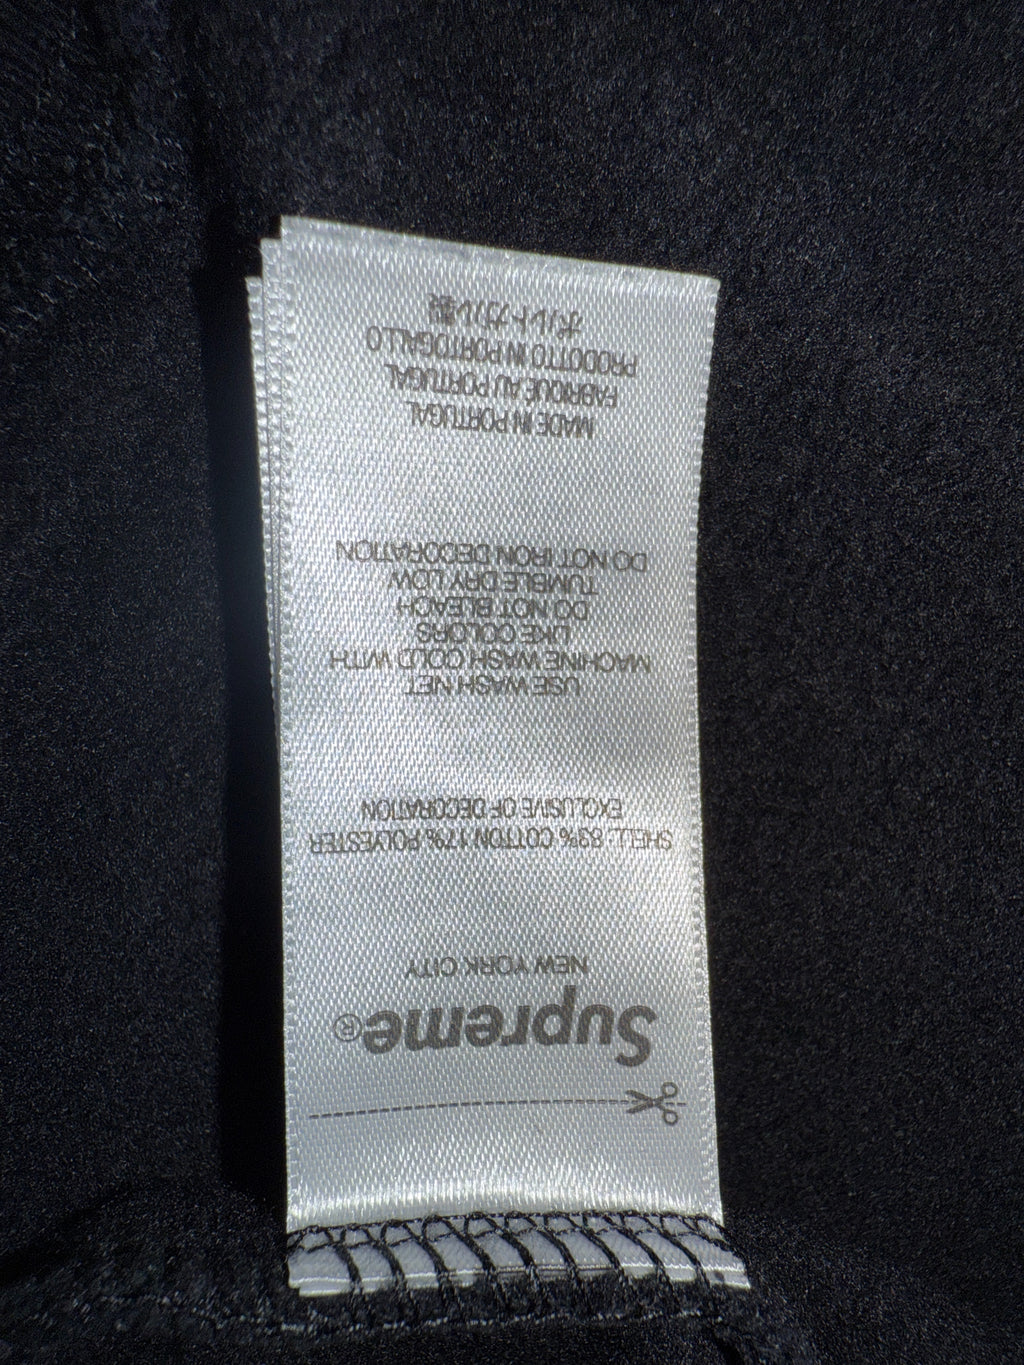 Supreme®
NEW YORK CITY
SHELL: 83% COTTON 17% POLYESTER
EXCLUSIVE OF DECORATION
USE WASH NET
MACHINE WASH COLD WITH
LIKE COLORS
DO NOT BLEACH
TUMBLE DRY LOW
DO NOT IRON DECORATION
MADE IN PORTUGAL
FABRIQUÉ AU PORTUGAL
PRODOTTO IN PORTOGALLO
ポルトガル製